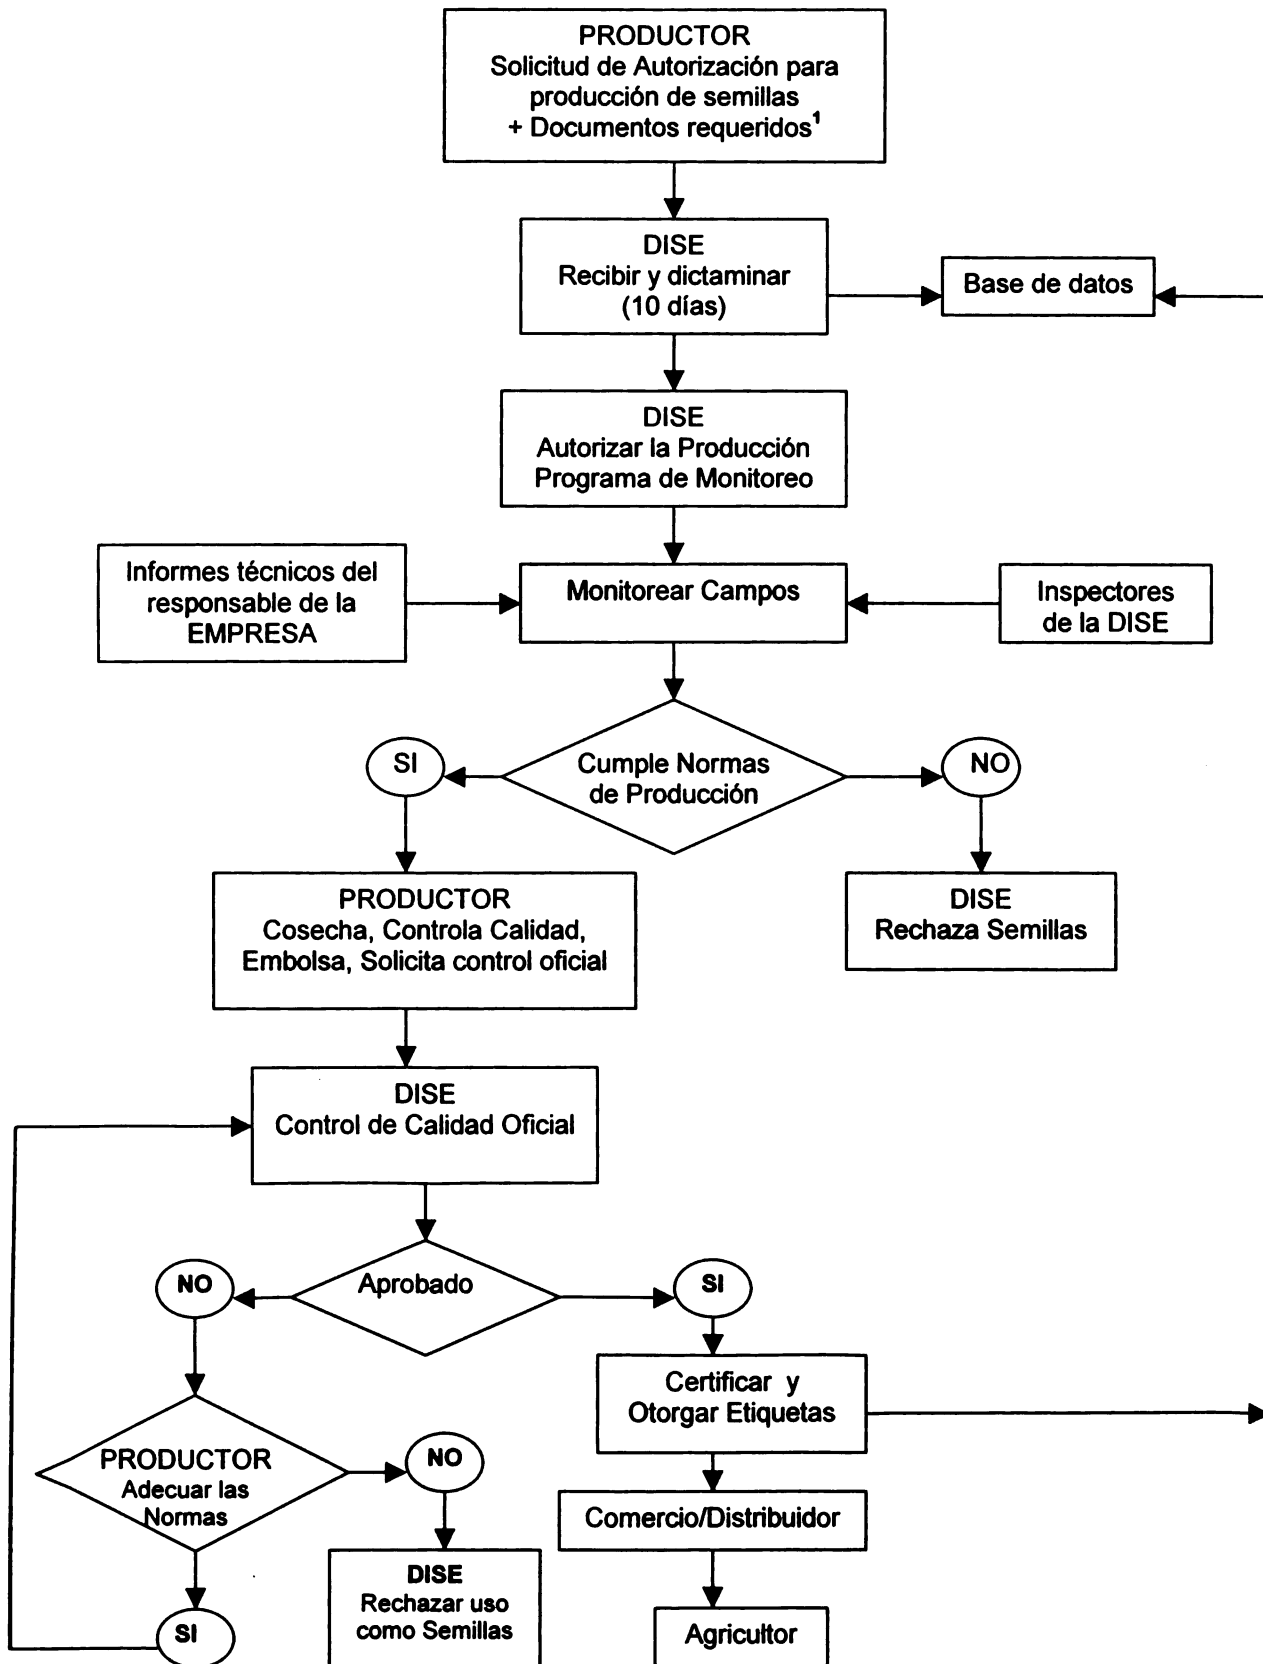 PRODUCTOR
Solicitud de Autorización para
producción de semillas
+ Documentos requeridos¹
DISE
Recibir y dictaminar
(10 días)
Base de datos
DISE
Autorizar la Producción
Programa de Monitoreo
Informes técnicos del
responsable de la
EMPRESA
Monitorear Campos
Inspectores
de la DISE
SI
Cumple Normas
de Producción
NO
PRODUCTOR
Cosecha, Controla Calidad,
Embolsa, Solicita control oficial
DISE
Rechaza Semillas
DISE
Control de Calidad Oficial
NO
Aprobado
SI
Certificar y
Otorgar Etiquetas
PRODUCTOR
Adecuar las
Normas
NO
Comercio/Distribuidor
DISE
Rechazar uso
como Semillas
SI
Agricultor